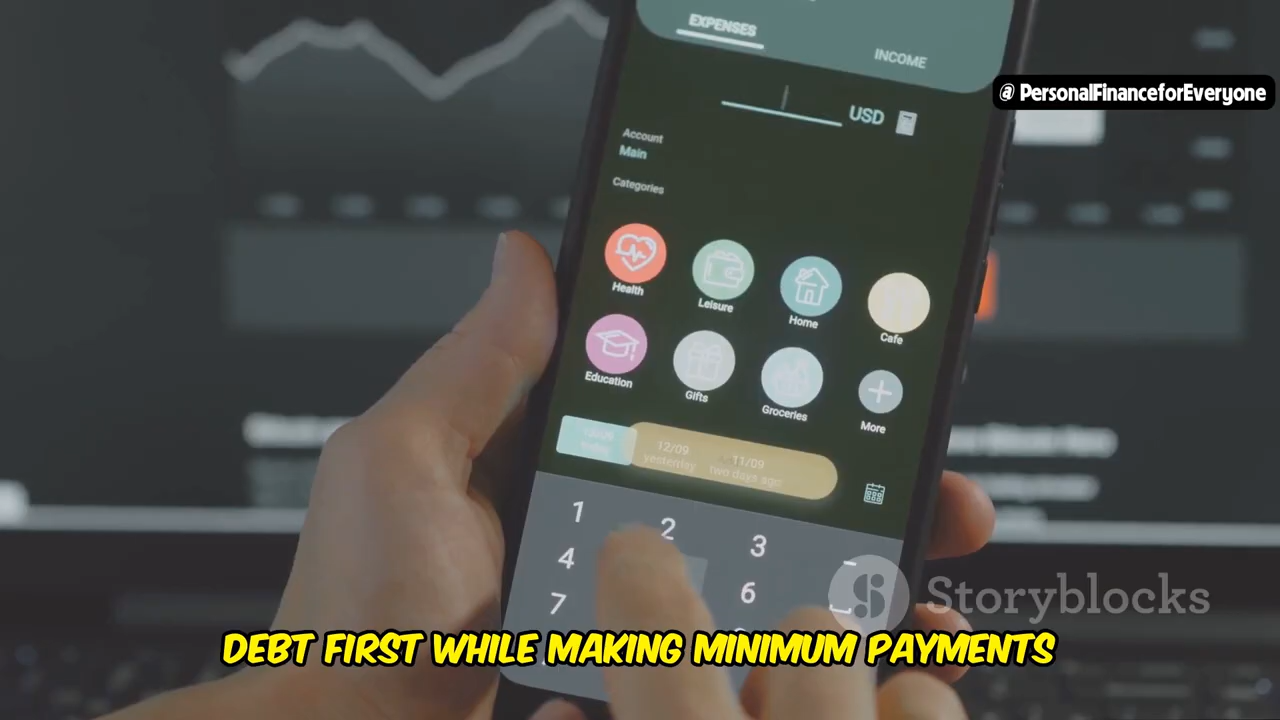 EXPENSES
INCOME
@ PersonalFinanceforEveryone
USD
Account
Main
Categories
Health
Leisure
Home
Cafe
Education
Gifts
Groceries
More
12/09
yesterday
11/09
two days ago
1
2
3
4
6
7
Storyblocks
DEBT FIRST WHILE MAKING MINIMUM PAYMENTS